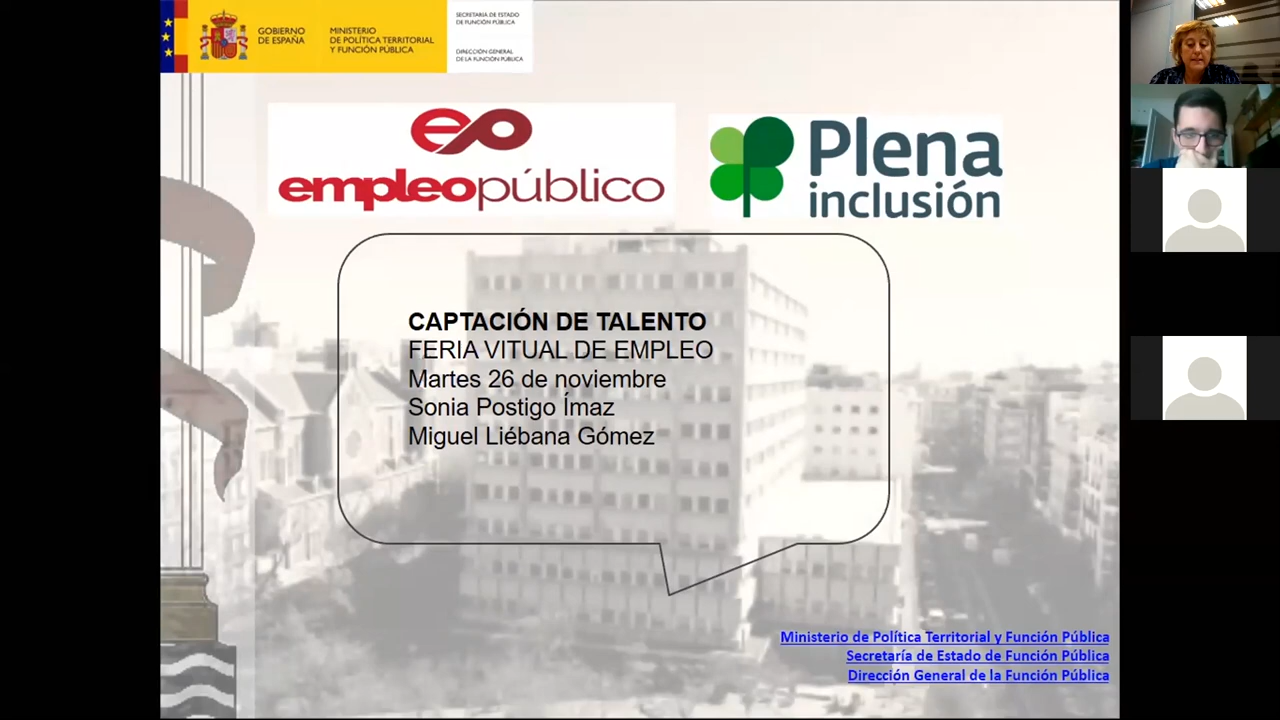 GOBIERNO
DE ESPAÑA
MINISTERIO
DE POLÍTICA TERRITORIAL
Y FUNCIÓN PÚBLICA
SECRETARÍA DE ESTADO
DE FUNCIÓN PÚBLICA
DIRECCIÓN GENERAL
DE LA FUNCIÓN PÚBLICA
empleopúblico
Plena
inclusión
CAPTACIÓN DE TALENTO
FERIA VITUAL DE EMPLEO
Martes 26 de noviembre
Sonia Postigo Ímaz
Miguel Liébana Gómez
Ministerio de Política Territorial y Función Pública
Secretaría de Estado de Función Pública
Dirección General de la Función Pública